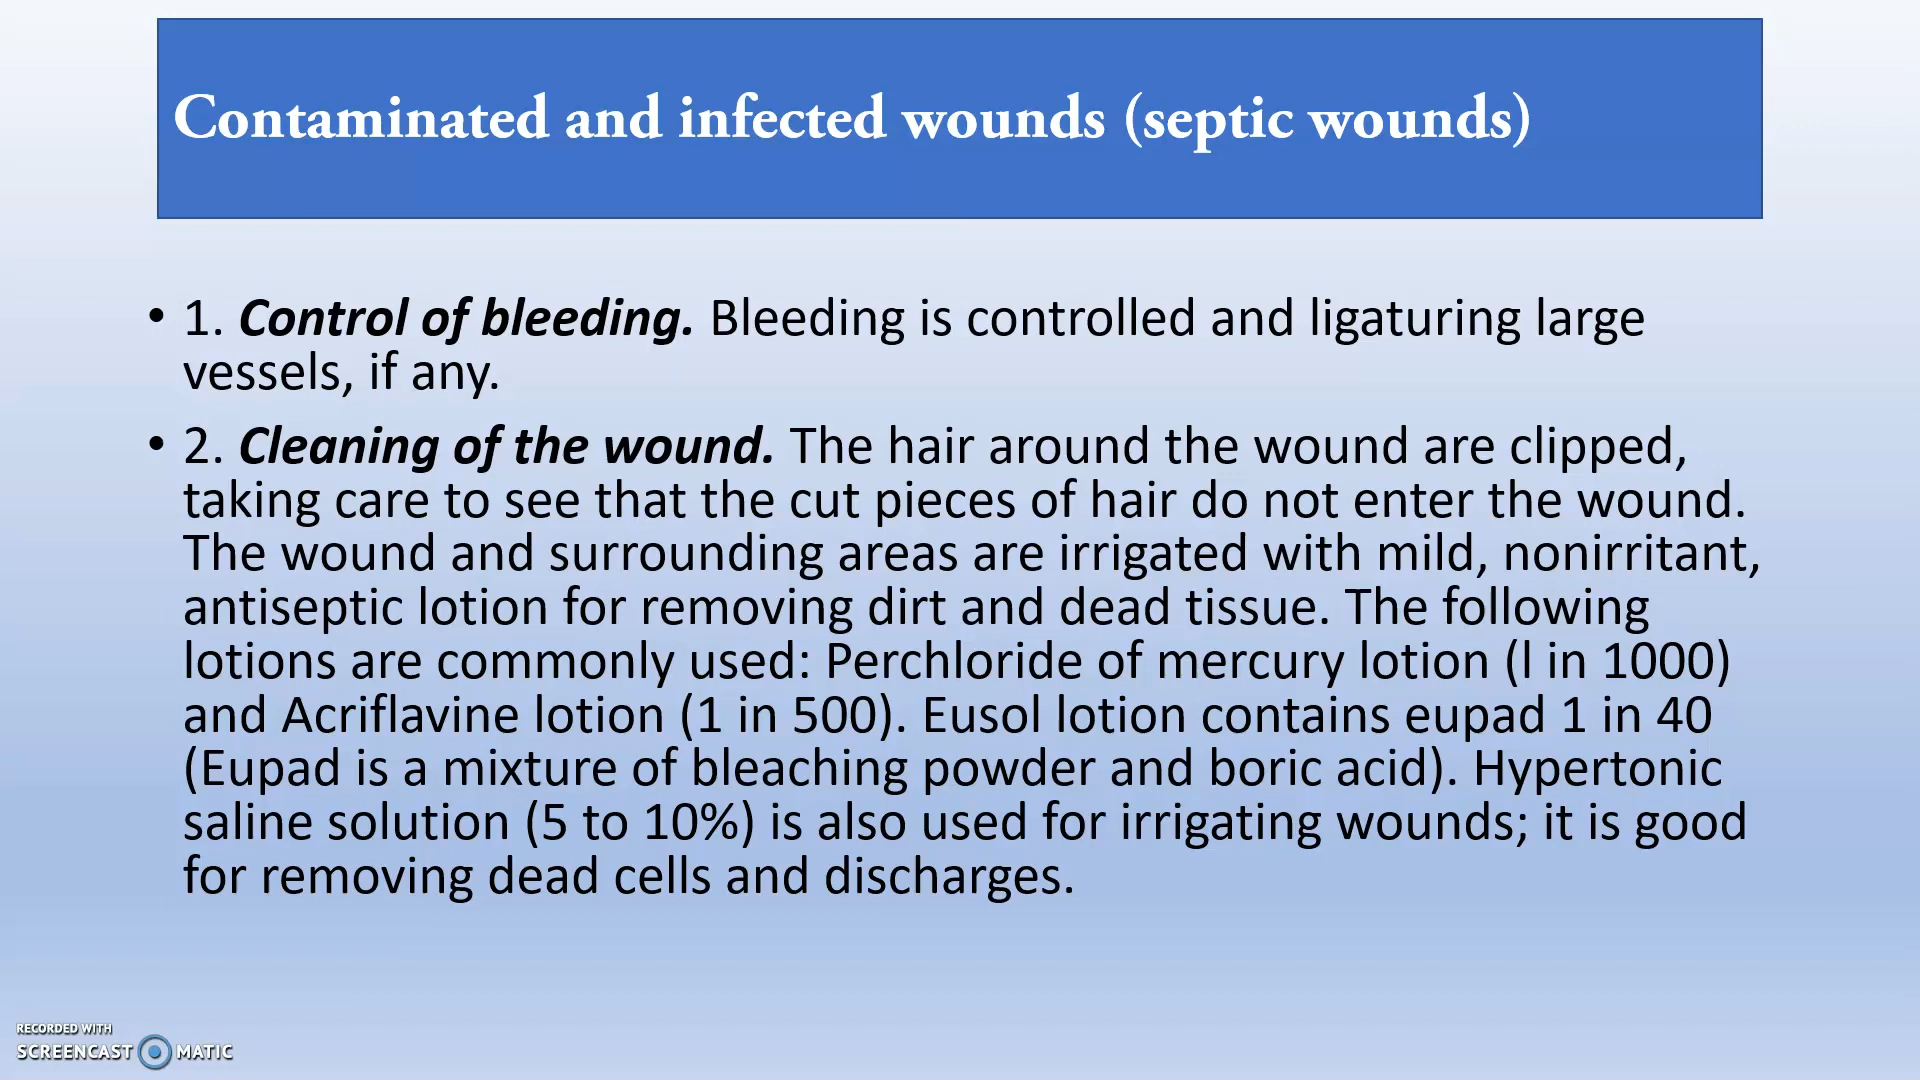 Contaminated and infected wounds (septic wounds)
• 1. Control of bleeding. Bleeding is controlled and ligaturing large
vessels, if any.
• 2. Cleaning of the wound. The hair around the wound are clipped,
taking care to see that the cut pieces of hair do not enter the wound.
The wound and surrounding areas are irrigated with mild, nonirritant,
antiseptic lotion for removing dirt and dead tissue. The following
lotions are commonly used: Perchloride of mercury lotion (l in 1000)
and Acriflavine lotion (1 in 500). Eusol lotion contains eupad 1 in 40
(Eupad is a mixture of bleaching powder and boric acid). Hypertonic
saline solution (5 to 10%) is also used for irrigating wounds; it is good
for removing dead cells and discharges.
RECORDED WITH
SCREENCAST MATIC